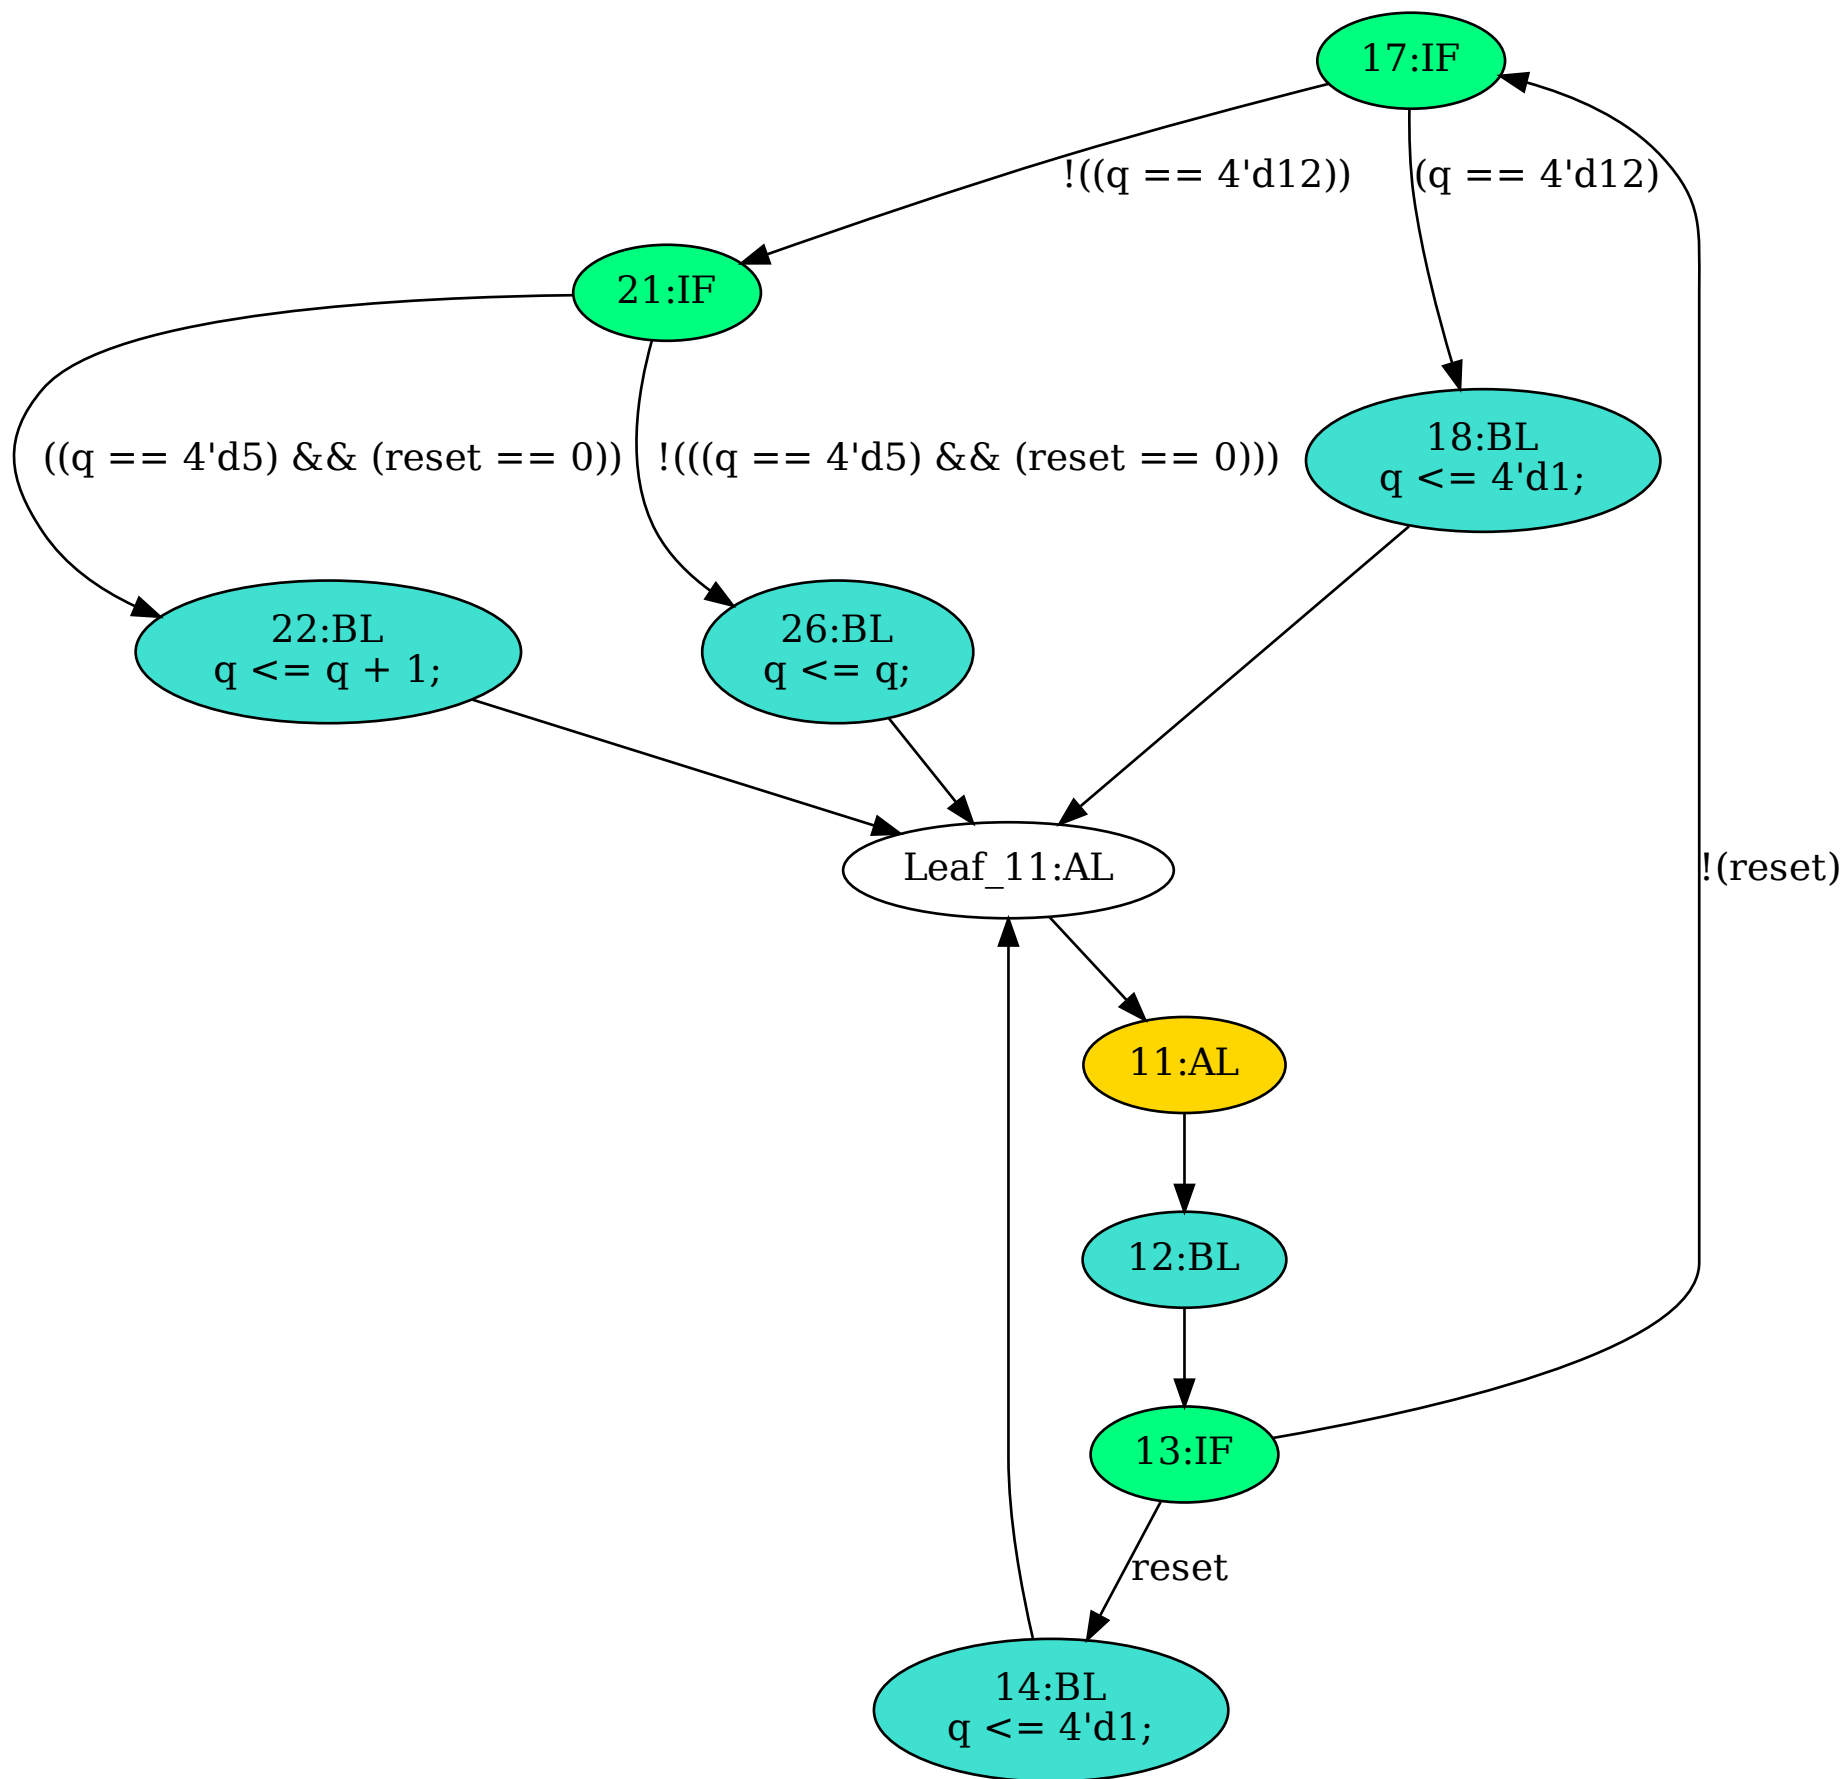 17:IF
!((q == 4'd12))
(q == 4'd12)
21:IF
((q == 4'd5) && (reset == 0))
!(((q == 4'd5) && (reset == 0)))
18:BL
q <= 4'd1;
22:BL
q <= q + 1;
26:BL
q <= q;
Leaf_11:AL
!(reset)
11:AL
12:BL
13:IF
reset
14:BL
q <= 4'd1;